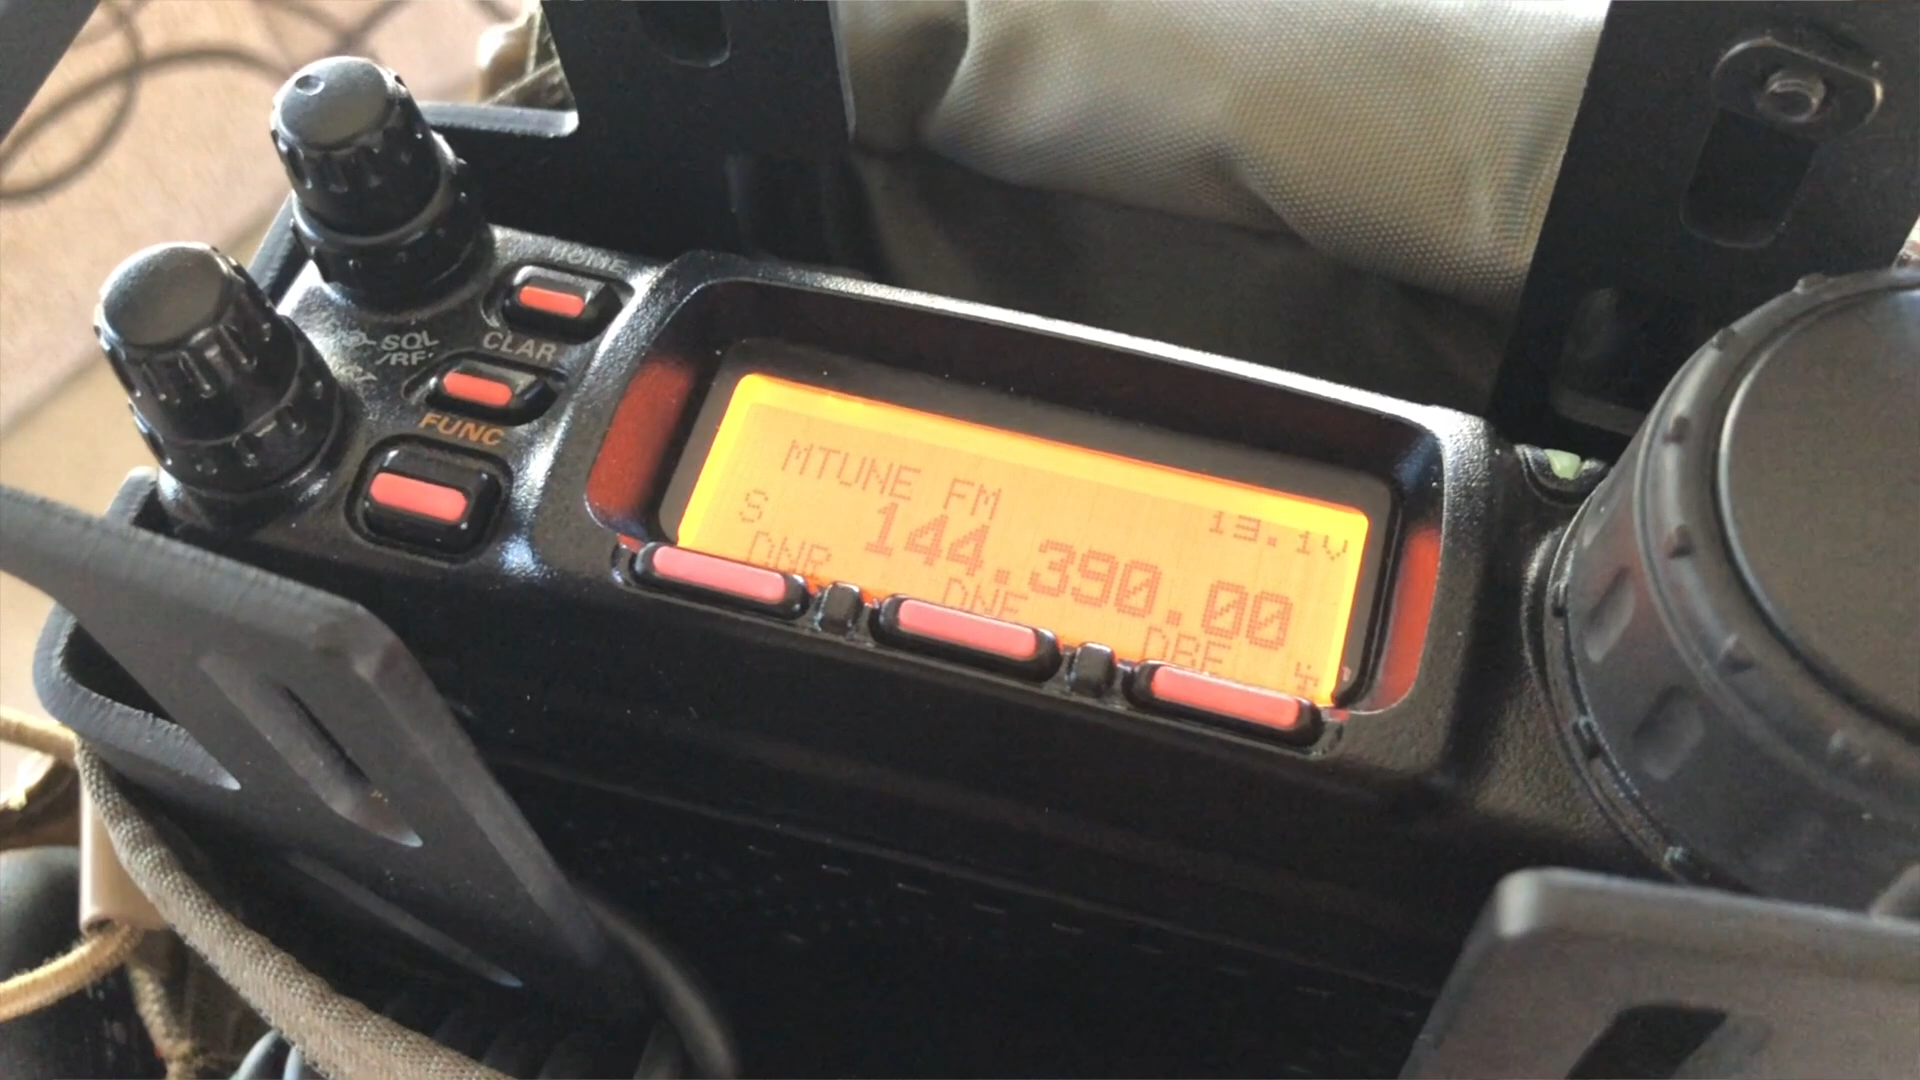 HOME
SQL
/RF
CLAR
FUNC
MTUNE FM
13.1V
S
144.390.00
DNR
DNF
DBF